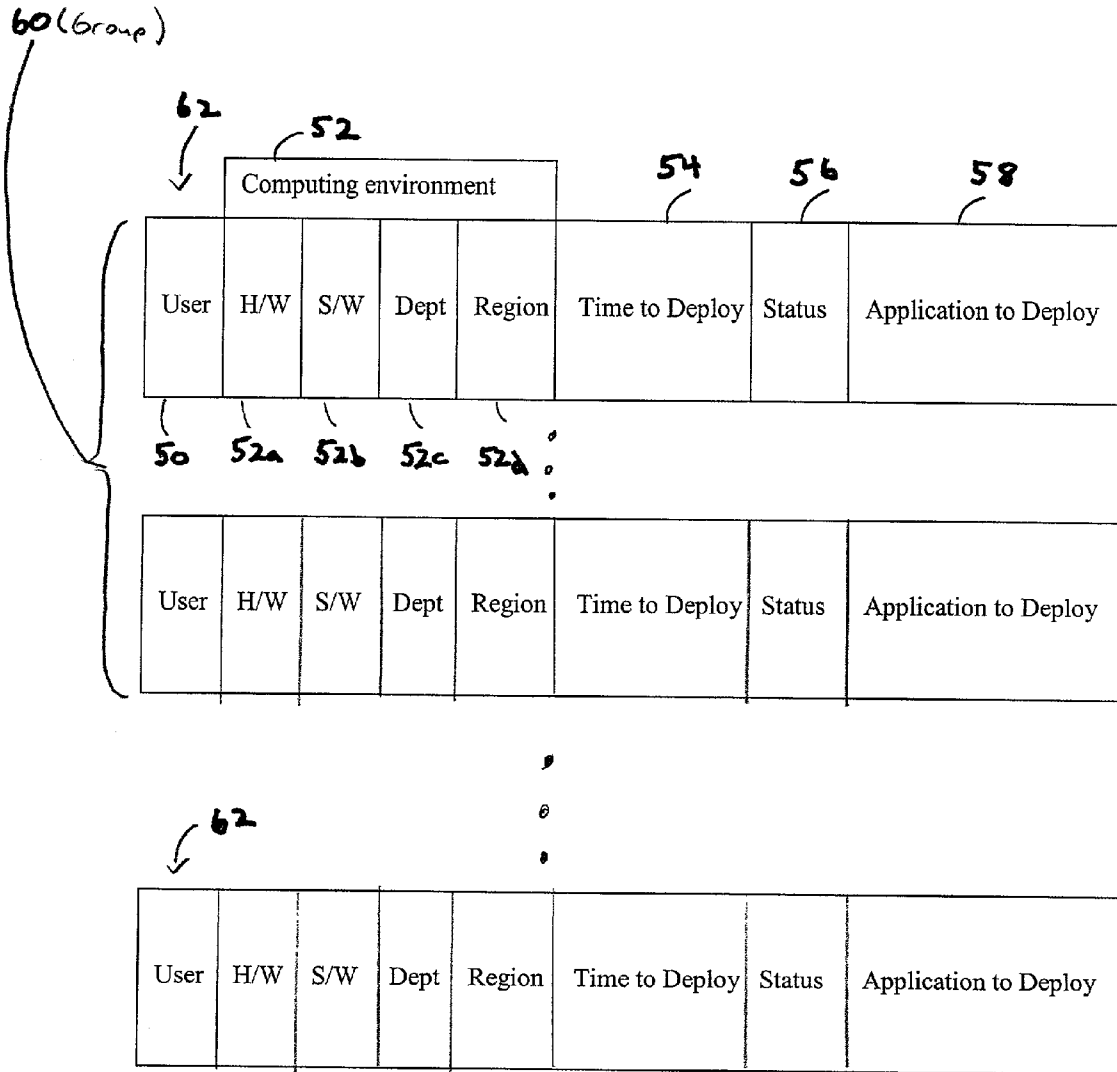 60 (Group)
62
52
54
56
58
Computing environment
User H/W S/W Dept Region Time to Deploy Status Application to Deploy
50 52a 52b 52c 52d
User H/W S/W Dept Region Time to Deploy Status Application to Deploy
62
User H/W S/W Dept Region Time to Deploy Status Application to Deploy